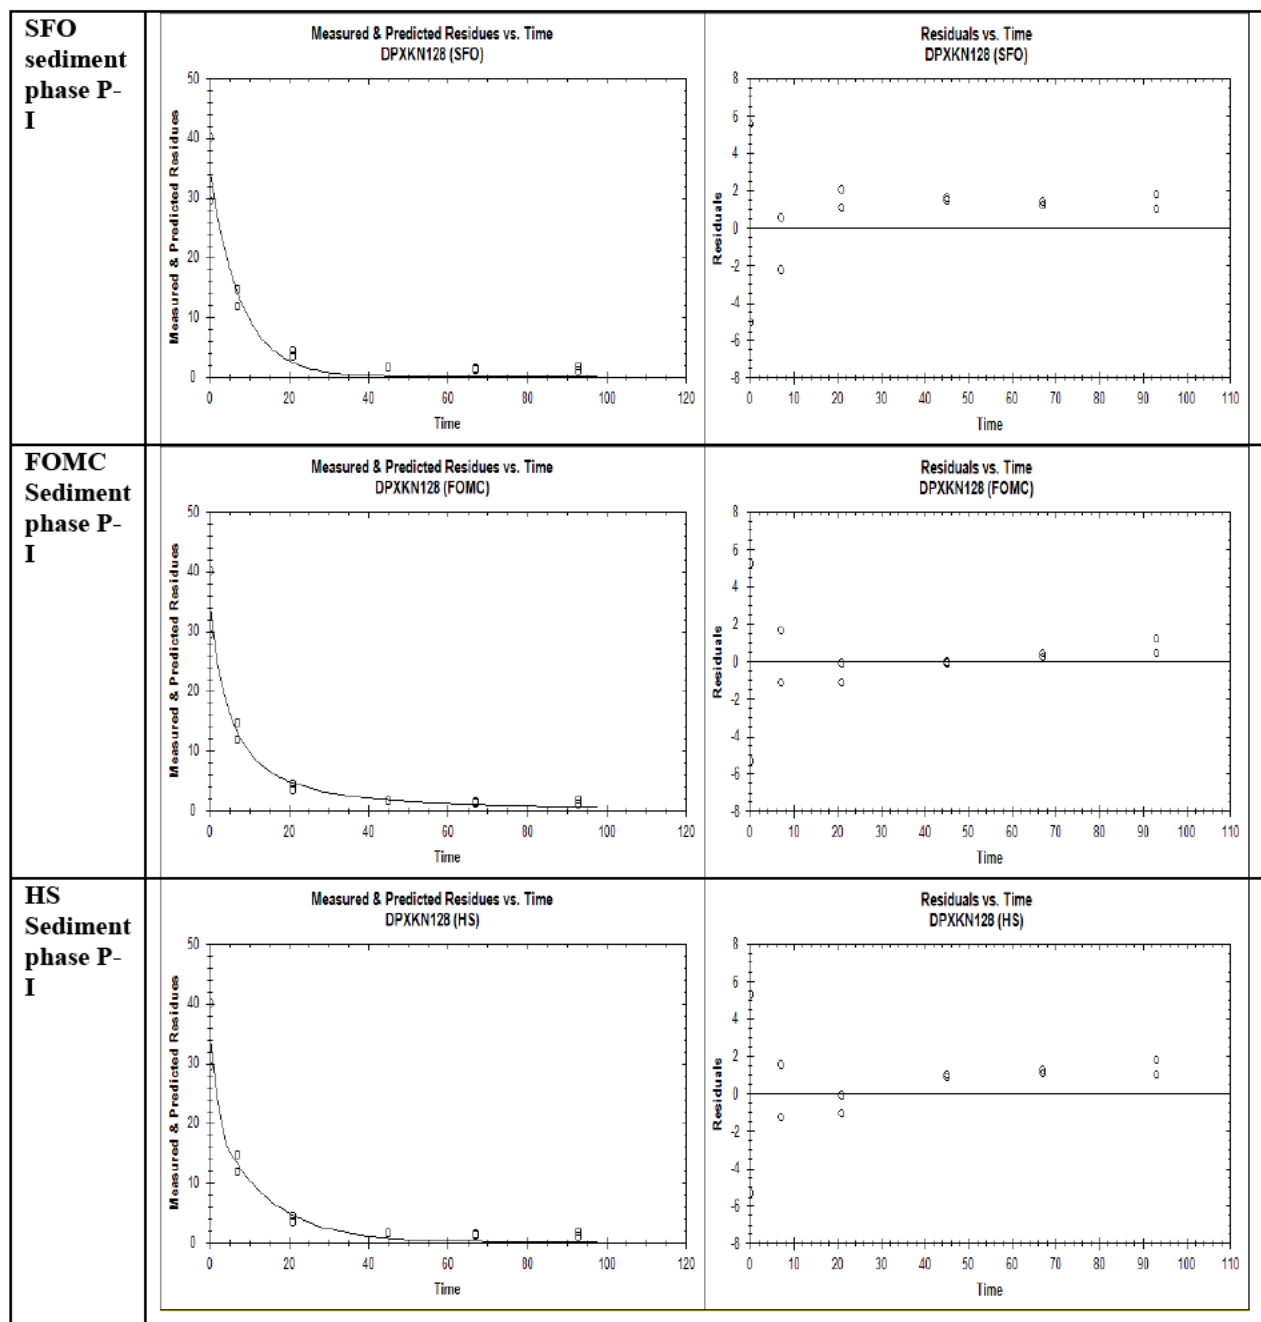 SFO
sediment
phase P-
I
Measured & Predicted Residues vs. Time
DPXKN128 (SFO)
Measured & Predicted Residues
50
40
30
20
10
0
0 20 40 60 80 100 120
Time
Residuals vs. Time
DPXKN128 (SFO)
Residuals
8
6
4
2
0
-2
-4
-6
-8
0 10 20 30 40 50 60 70 80 90 100 110
Time
FOMC
Sediment
phase P-
I
Measured & Predicted Residues vs. Time
DPXKN128 (FOMC)
Measured & Predicted Residues
50
40
30
20
10
0
0 20 40 60 80 100 120
Time
Residuals vs. Time
DPXKN128 (FOMC)
Residuals
8
6
4
2
0
-2
-4
-6
-8
0 10 20 30 40 50 60 70 80 90 100 110
Time
HS
Sediment
phase P-
I
Measured & Predicted Residues vs. Time
DPXKN128 (HS)
Measured & Predicted Residues
50
40
30
20
10
0
0 20 40 60 80 100 120
Time
Residuals vs. Time
DPXKN128 (HS)
Residuals
8
6
4
2
0
-2
-4
-6
-8
0 10 20 30 40 50 60 70 80 90 100 110
Time